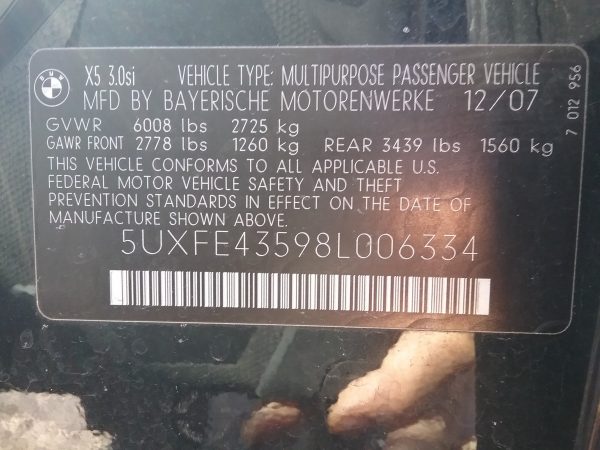 BMW
X5 3.0si VEHICLE TYPE: MULTIPURPOSE PASSENGER VEHICLE
MFD BY BAYERISCHE MOTORENWERKE 12/07
GVWR 6008 lbs 2725 kg
GAWR FRONT 2778 lbs 1260 kg REAR 3439 lbs 1560 kg
THIS VEHICLE CONFORMS TO ALL APPLICABLE U.S.
FEDERAL MOTOR VEHICLE SAFETY AND THEFT
PREVENTION STANDARDS IN EFFECT ON THE DATE OF
MANUFACTURE SHOWN ABOVE.
5UXFE43598L006334
7 012 956